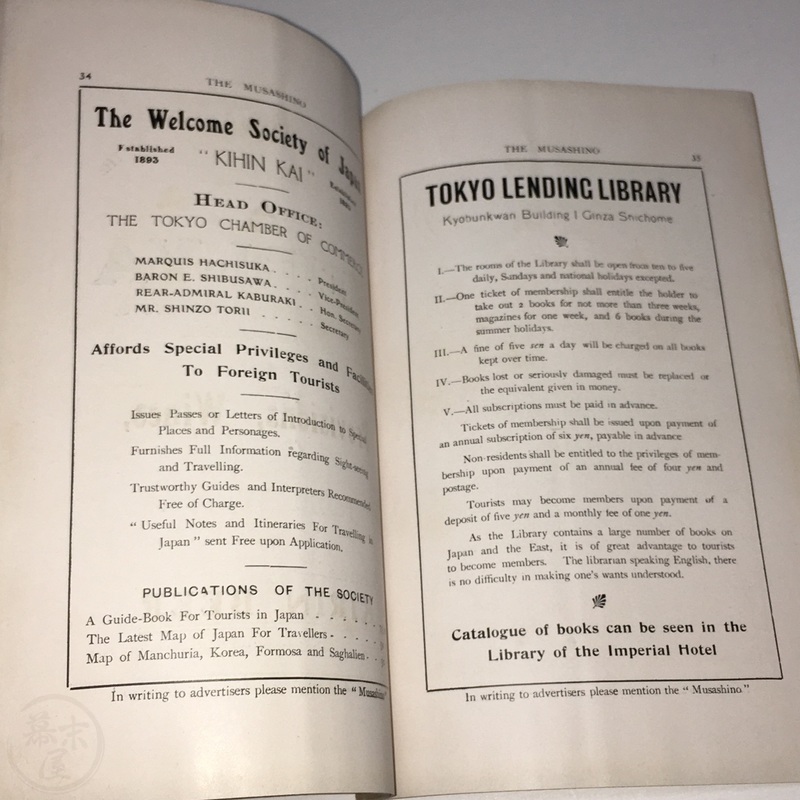 34
THE MUSASHINO
The Welcome Society of Japan
Established
1893
"KIHIN KAI"
Established
1893
HEAD OFFICE:
THE TOKYO CHAMBER OF COMMERCE
MARQUIS HACHISUKA . . . . President
BARON E. SHIBUSAWA . . . . Vice-President
REAR-ADMIRAL KABURAKI . . Hon. Secretary
MR. SHINZO TORII . . . . . Secretary
Affords Special Privileges and Facilities
To Foreign Tourists
Issues Passes or Letters of Introduction to Special
Places and Personages.
Furnishes Full Information regarding Sight-seeing
and Travelling.
Trustworthy Guides and Interpreters Recommended
Free of Charge.
"Useful Notes and Itineraries For Travelling in
Japan" sent Free upon Application.
PUBLICATIONS OF THE SOCIETY
A Guide-Book For Tourists in Japan . . . . .
The Latest Map of Japan For Travellers . . . .
Map of Manchuria, Korea, Formosa and Saghalien . .
In writing to advertisers please mention the "Musashino"
THE MUSASHINO
35
TOKYO LENDING LIBRARY
Kyobunkwan Building 1 Ginza Shichome
I.—The rooms of the Library shall be open from ten to five
daily, Sundays and national holidays excepted.
II.—One ticket of membership shall entitle the holder to
take out 2 books for not more than three weeks,
magazines for one week, and 6 books during the
summer holidays.
III.—A fine of five sen a day will be charged on all books
kept over time.
IV.—Books lost or seriously damaged must be replaced or
the equivalent given in money.
V.—All subscriptions must be paid in advance.
Tickets of membership shall be issued upon payment of
an annual subscription of six yen, payable in advance
Non-residents shall be entitled to the privileges of mem-
bership upon payment of an annual fee of four yen and
postage.
Tourists may become members upon payment of a
deposit of five yen and a monthly fee of one yen.
As the Library contains a large number of books on
Japan and the East, it is of great advantage to tourists
to become members. The librarian speaking English, there
is no difficulty in making one's wants understood.
Catalogue of books can be seen in the
Library of the Imperial Hotel
In writing to advertisers please mention the "Musashino."
幕末屋